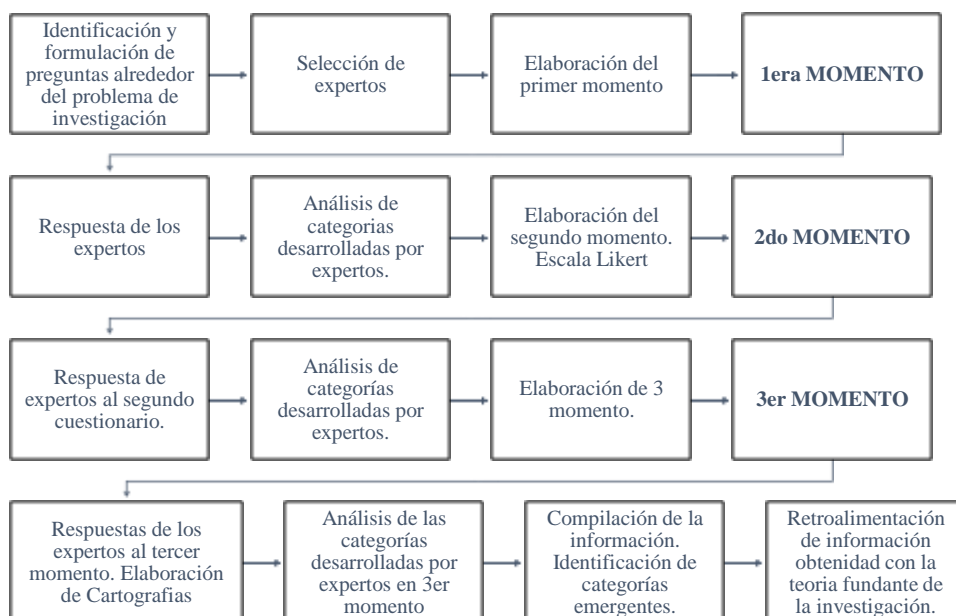 Identificación y
formulación de
preguntas alrededor
del problema de
investigación
Selección de
expertos
Elaboración del
primer momento
1era MOMENTO
Respuesta de los
expertos
Análisis de
categorias
desarrolladas por
expertos.
Elaboración del
segundo momento.
Escala Likert
2do MOMENTO
Respuesta de
expertos al segundo
cuestionario.
Análisis de
categorías
desarrolladas por
expertos.
Elaboración de 3
momento.
3er MOMENTO
Respuestas de los
expertos al tercer
momento. Elaboración
de Cartografias
Análisis de las
categorías
desarrolladas por
expertos en 3er
momento
Compilación de la
información.
Identificación de
categorías
emergentes.
Retroalimentación
de información
obtenidad con la
teoria fundante de
la investigación.